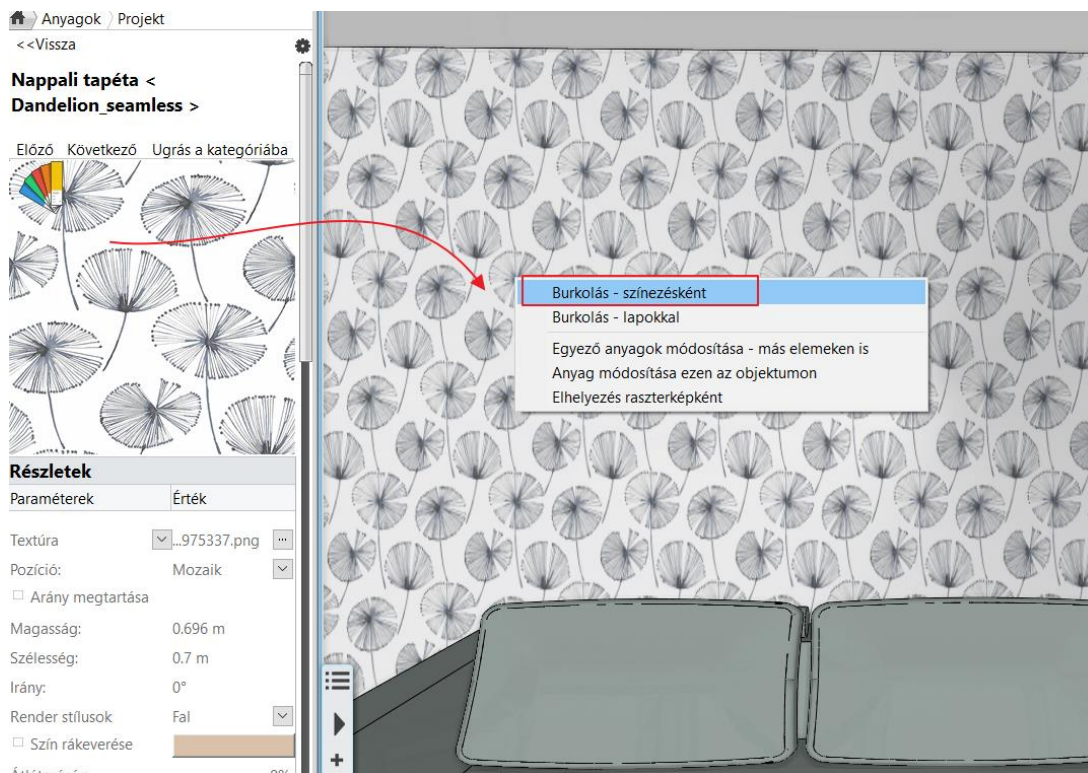 Anyagok Projekt
<<Vissza
Nappali tapéta <
Dandelion_seamless >
Előző Következő Ugrás a kategóriába
Részletek
Paraméterek Érték
Textúra ...975337.png ...
Pozíció: Mozaik
Arány megtartása
Magasság: 0.696 m
Szélesség: 0.7 m
Irány: 0°
Render stílusok Fal
Szín rákeverése
Burkolás - színezésként
Burkolás - lapokkal
Egyező anyagok módosítása - más elemeken is
Anyag módosítása ezen az objektumon
Elhelyezés raszterképként